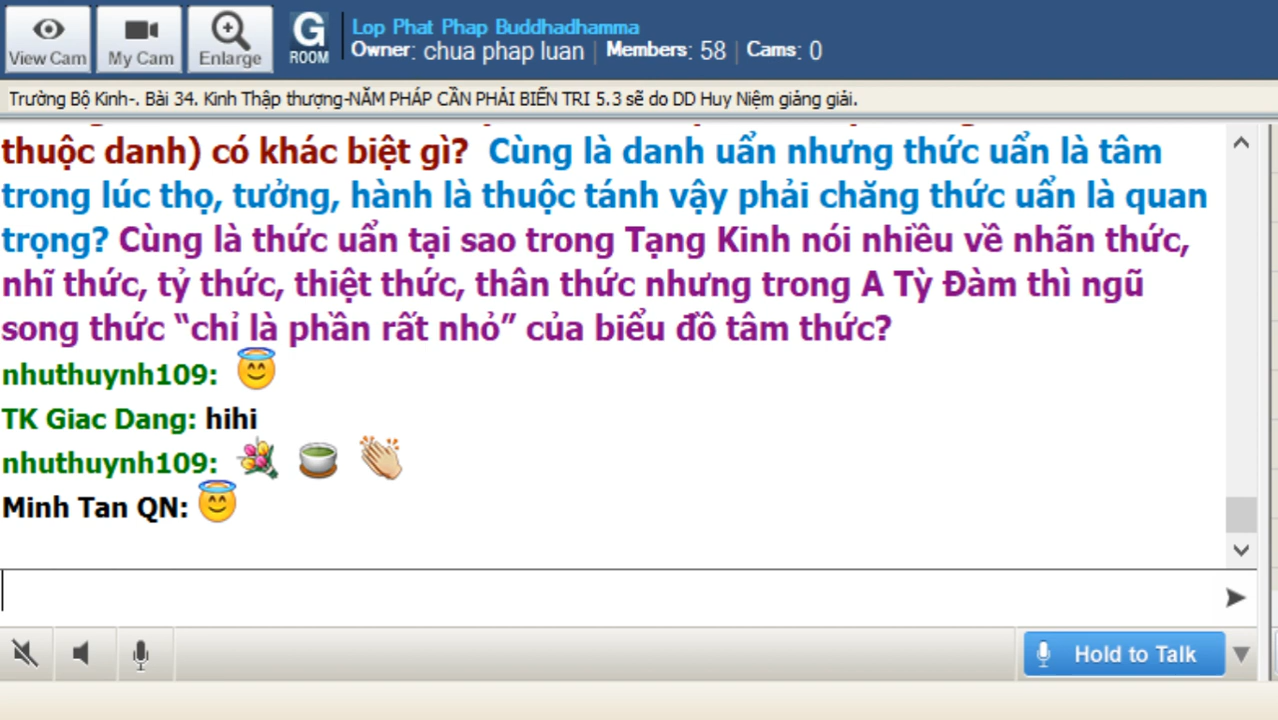 View Cam
My Cam
Enlarge
G
ROOM
Lop Phat Phap Buddhadhamma
Owner: chua phap luan | Members: 58 | Cams: 0
Trường Bộ Kinh-. Bài 34. Kinh Thập thượng-NĂM PHÁP CẦN PHẢI BIẾN TRI 5.3 sẽ do DD Huy Niệm giảng giải.
thuộc danh) có khác biệt gì? Cùng là danh uẩn nhưng thức uẩn là tâm
trong lúc thọ, tưởng, hành là thuộc tánh vậy phải chăng thức uẩn là quan
trọng? Cùng là thức uẩn tại sao trong Tạng Kinh nói nhiều về nhãn thức,
nhĩ thức, tỷ thức, thiệt thức, thân thức nhưng trong A Tỳ Đàm thì ngũ
song thức “chỉ là phần rất nhỏ” của biểu đồ tâm thức?
nhuthuynh109:
TK Giac Dang: hihi
nhuthuynh109:
Minh Tan QN:
Hold to Talk